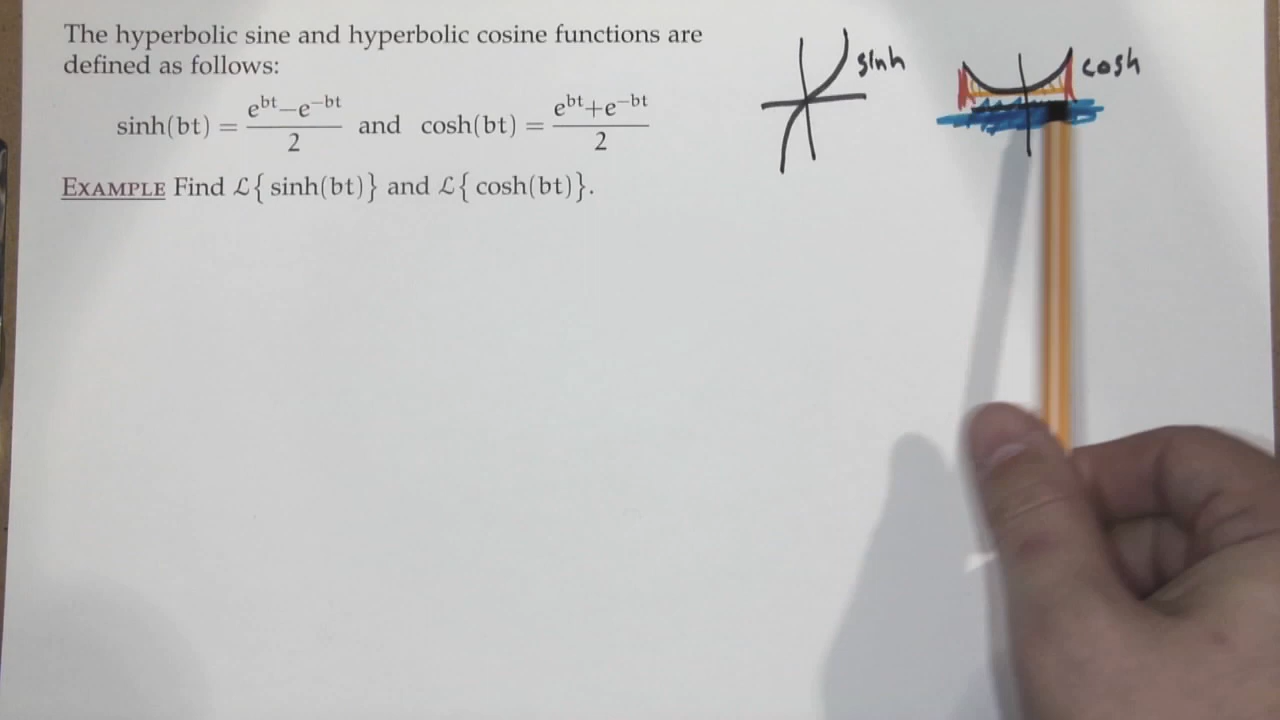 The hyperbolic sine and hyperbolic cosine functions are
defined as follows:
sinh(bt) = (e^{bt}−e^{−bt})/2 and cosh(bt) = (e^{bt}+e^{−bt})/2
EXAMPLE Find ℒ{ sinh(bt)} and ℒ{ cosh(bt)}.
sinh
cosh